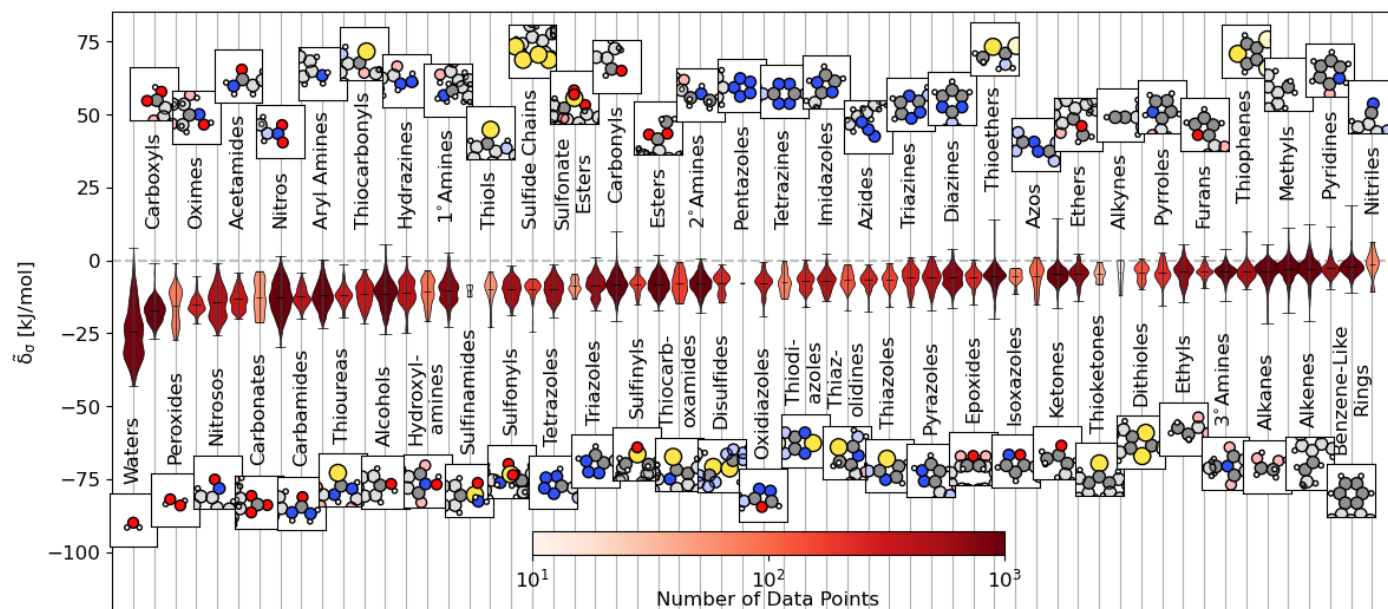 75
50
25
0
−25
−50
−75
−100
δ̃σ [kJ/mol]
Carboxyls
Oximes
Acetamides
Nitros
Aryl Amines
Thiocarbonyls
Hydrazines
1°Amines
Thiols
Sulfide Chains
Sulfonate
Esters
Carbonyls
Esters
2°Amines
Pentazoles
Tetrazines
Imidazoles
Azides
Triazines
Diazines
Thioethers
Azos
Ethers
Alkynes
Pyrroles
Furans
Thiophenes
Methyls
Pyridines
Nitriles
Waters
Peroxides
Nitrosos
Carbonates
Carbamides
Thioureas
Alcohols
Hydroxyl-
amines
Sulfinamides
Sulfonyls
Tetrazoles
Triazoles
Sulfinyls
Thiocarb-
oxamides
Disulfides
Oxidiazoles
Thiodi-
azoles
Thiaz-
olidines
Thiazoles
Pyrazoles
Epoxides
Isoxazoles
Ketones
Thioketones
Dithioles
Ethyls
3°Amines
Alkanes
Alkenes
Benzene-Like
Rings
10¹
10²
10³
Number of Data Points